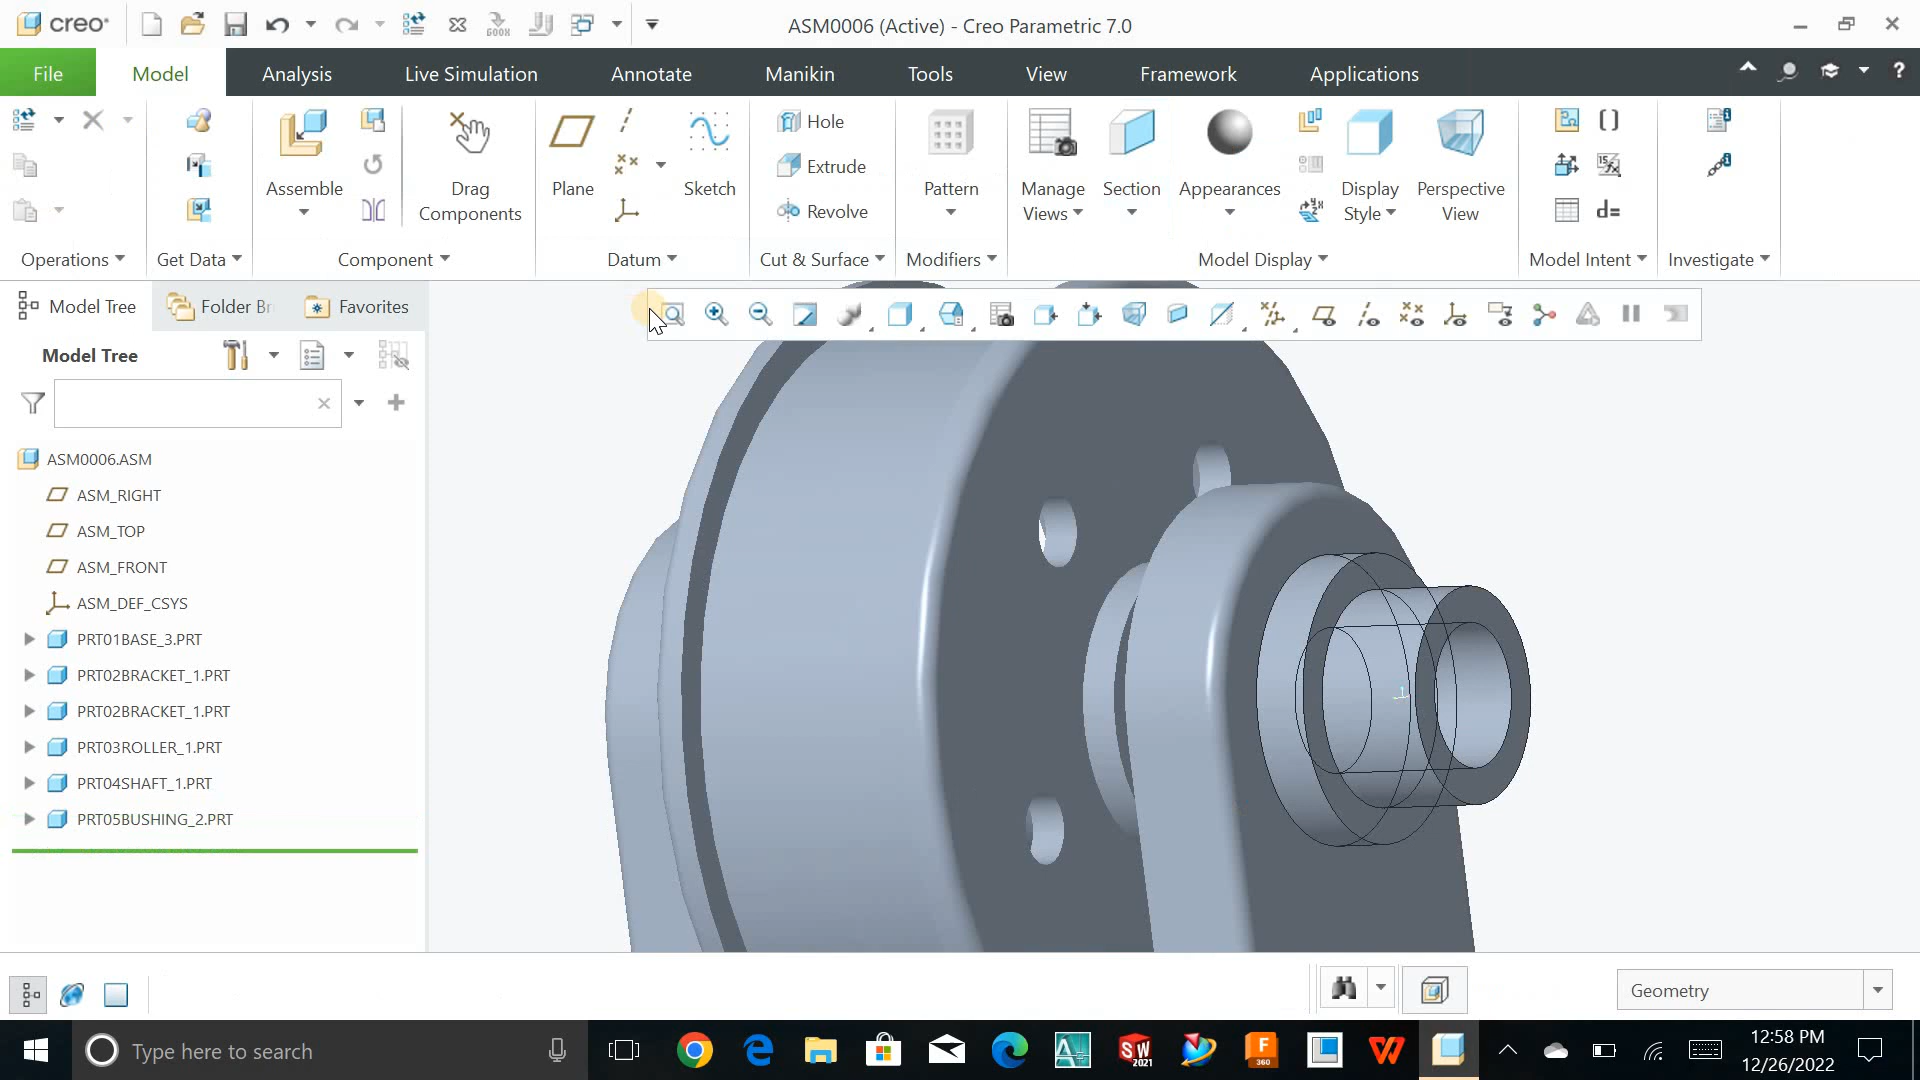 creo
ASM0006 (Active) - Creo Parametric 7.0
File Model Analysis Live Simulation Annotate Manikin Tools View Framework Applications
Assemble
Drag Components
Plane
Sketch
Hole
Extrude
Revolve
Pattern
Manage Views
Section
Appearances
Display Style
Perspective View
Operations Get Data Component Datum Cut & Surface Modifiers Model Display Model Intent Investigate
Model Tree Folder Br Favorites
Model Tree
ASM0006.ASM
ASM_RIGHT
ASM_TOP
ASM_FRONT
ASM_DEF_CSYS
PRT01BASE_3.PRT
PRT02BRACKET_1.PRT
PRT02BRACKET_1.PRT
PRT03ROLLER_1.PRT
PRT04SHAFT_1.PRT
PRT05BUSHING_2.PRT
Geometry
Type here to search
SW 2021
F 360
12:58 PM
12/26/2022